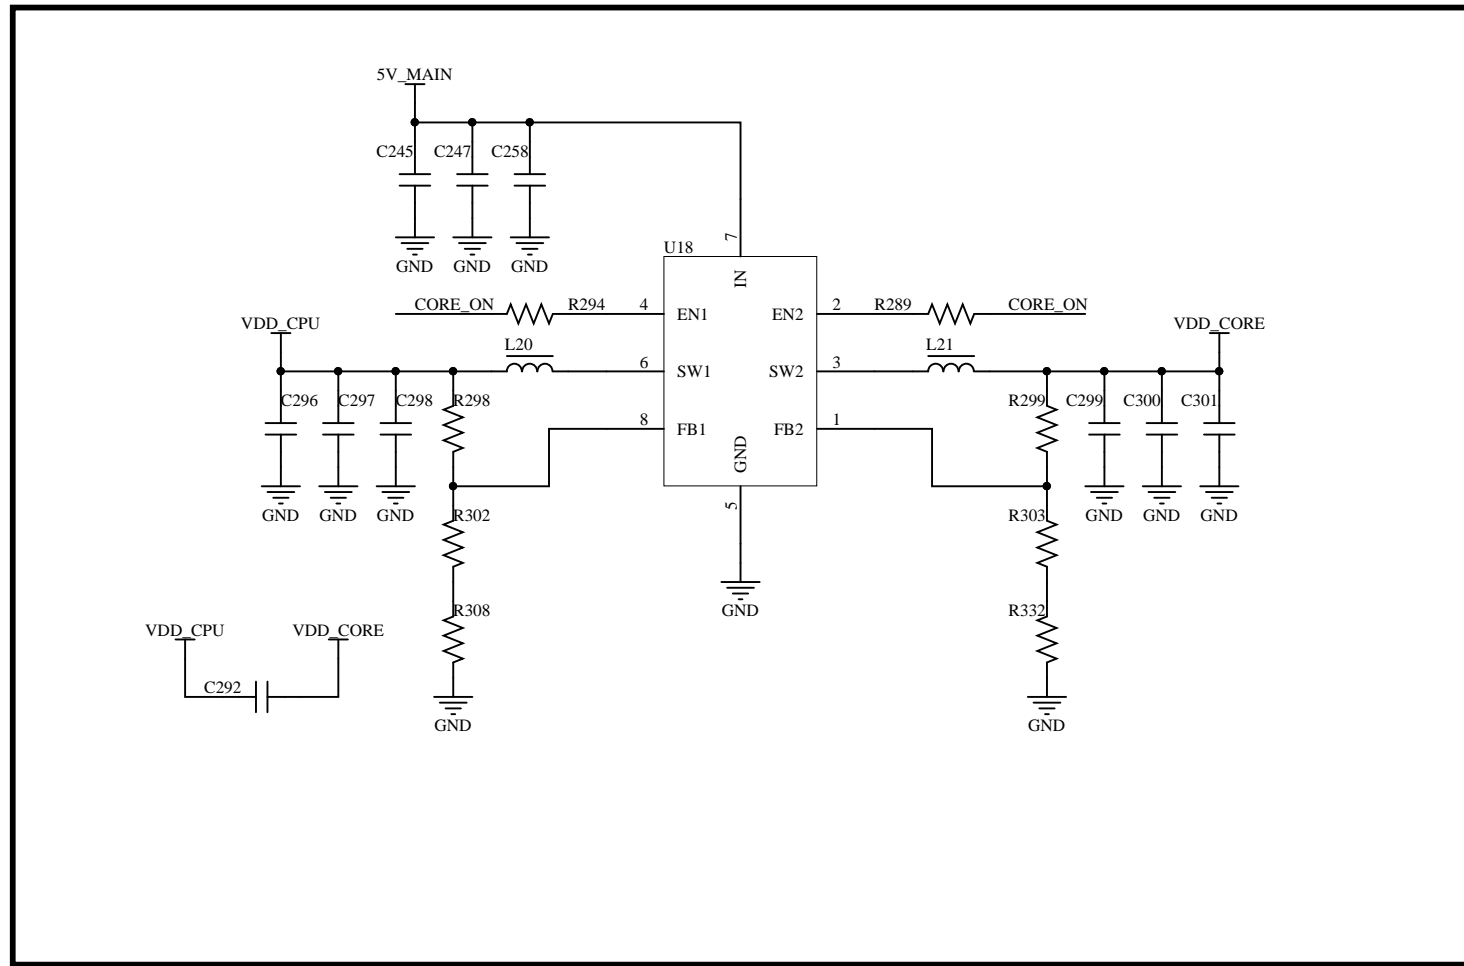 5V_MAIN
C245 C247 C258
GND GND GND
7
U18
IN
CORE_ON R294 4 EN1 EN2 2 R289 CORE_ON
VDD_CPU VDD_CORE
L20 L21
6 SW1 SW2 3
C296 C297 C298 R298 R299 C299 C300 C301
8 FB1 FB2 1
GND
5
GND GND GND R302 R303 GND GND GND
R308 GND R332
VDD_CPU VDD_CORE
C292
GND GND